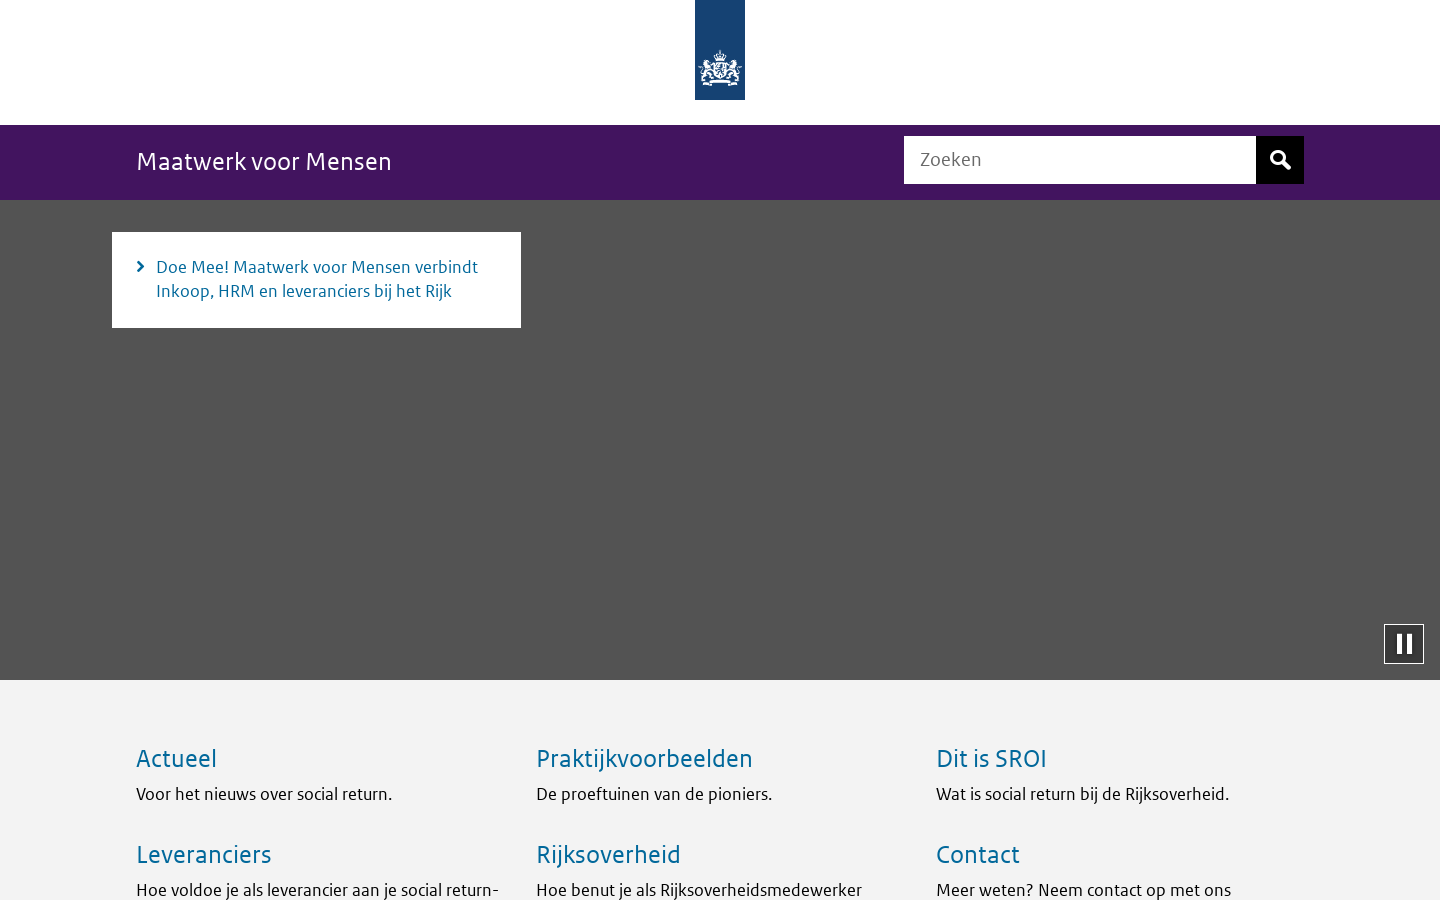 Maatwerk voor Mensen
Zoeken
Doe Mee! Maatwerk voor Mensen verbindt
Inkoop, HRM en leveranciers bij het Rijk
Actueel
Voor het nieuws over social return.
Praktijkvoorbeelden
De proeftuinen van de pioniers.
Dit is SROI
Wat is social return bij de Rijksoverheid.
Leveranciers
Hoe voldoe je als leverancier aan je social return-
Rijksoverheid
Hoe benut je als Rijksoverheidsmedewerker
Contact
Meer weten? Neem contact op met ons